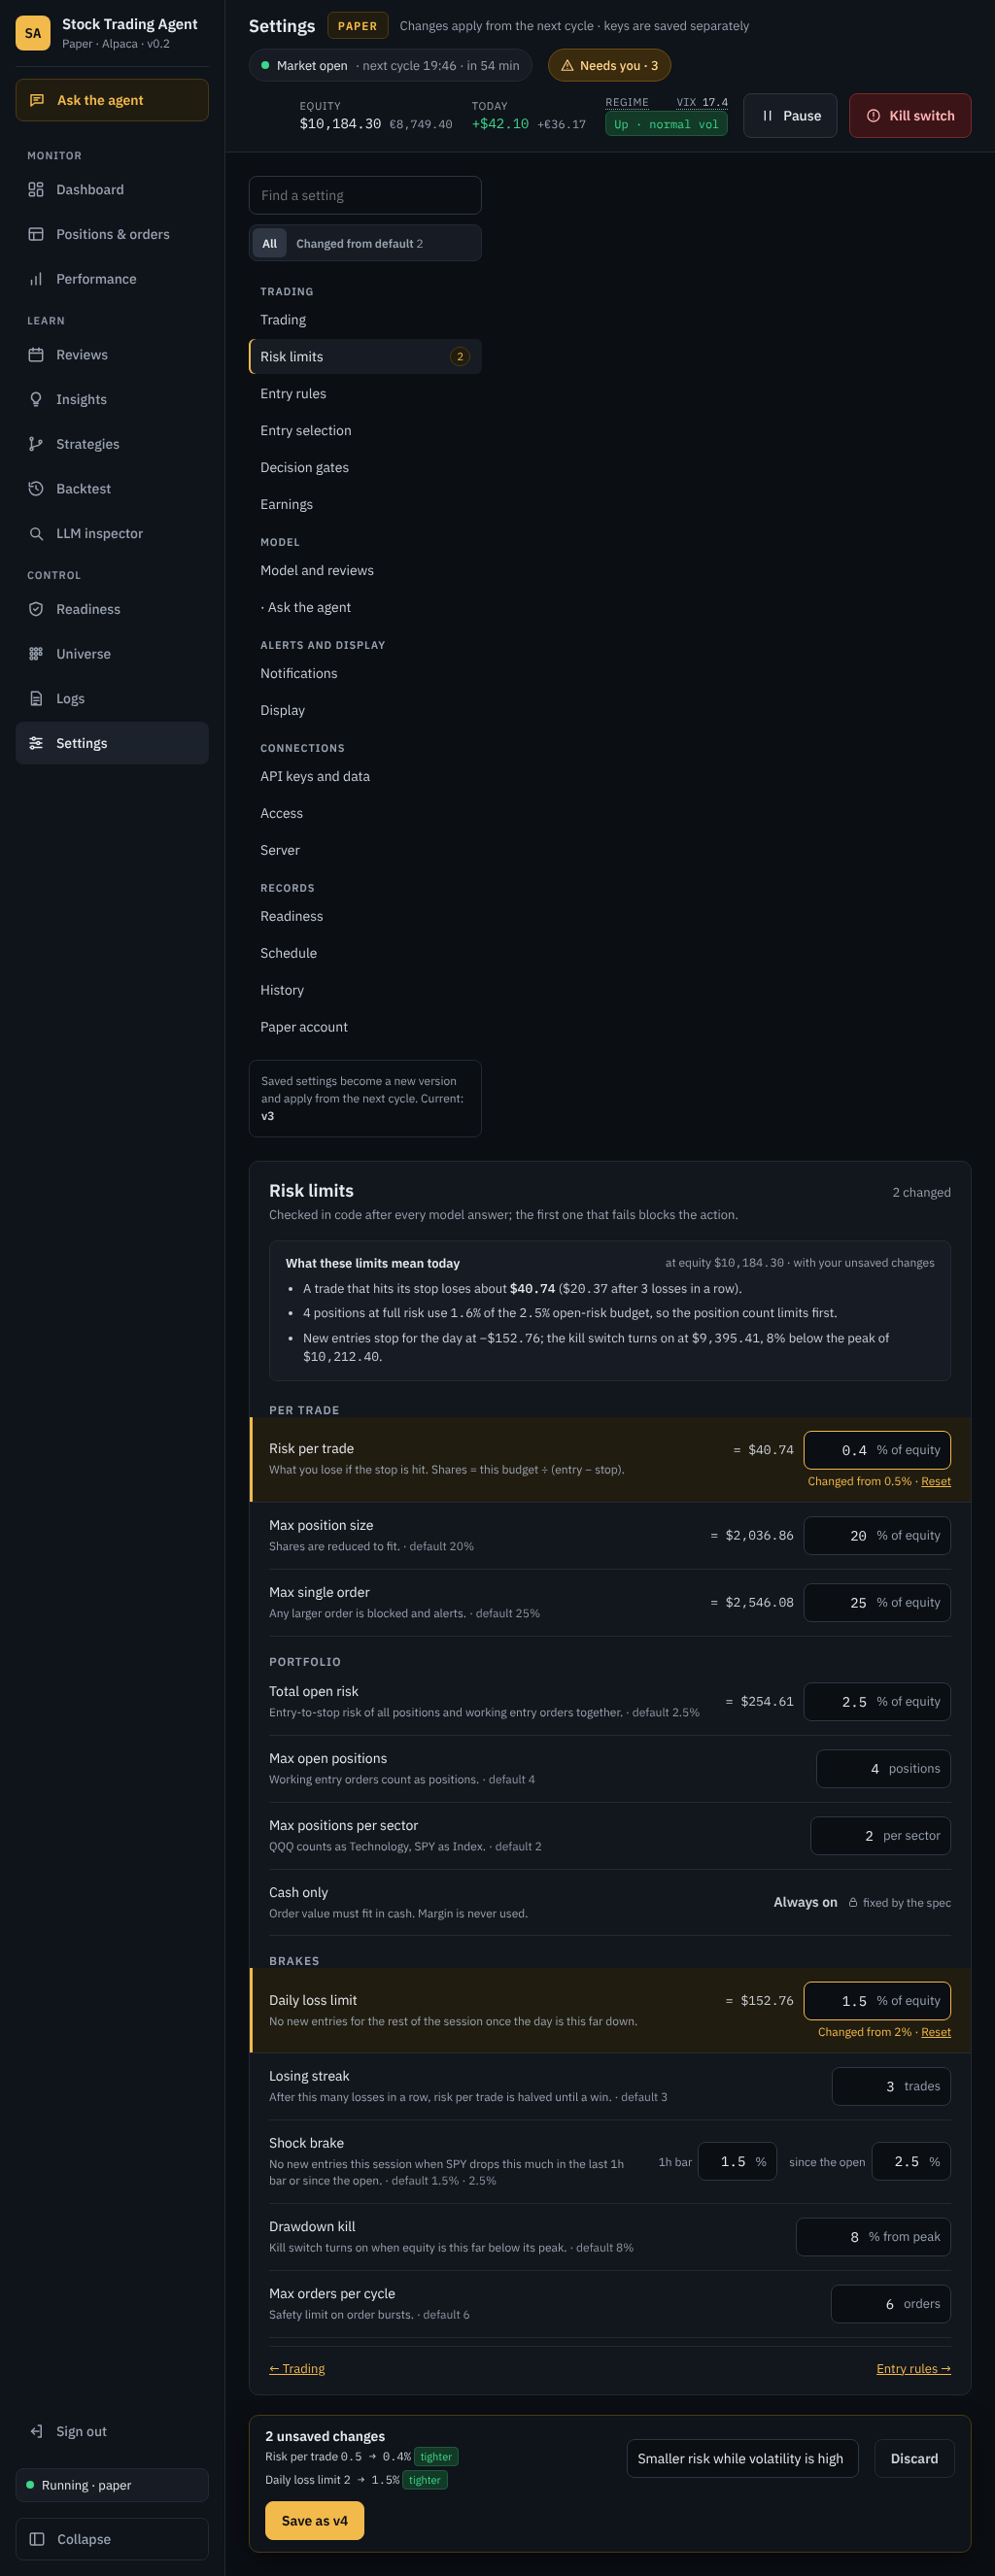 SA
Stock Trading Agent
Paper · Alpaca · v0.2
Ask the agent
MONITOR
Dashboard
Positions & orders
Performance
LEARN
Reviews
Insights
Strategies
Backtest
LLM inspector
CONTROL
Readiness
Universe
Logs
Settings
Sign out
Running · paper
Collapse
Settings PAPER Changes apply from the next cycle · keys are saved separately
Market open · next cycle 19:46 · in 54 min
Needs you · 3
EQUITY
$10,184.30 €8,749.40
TODAY
+$42.10 +€36.17
REGIME VIX 17.4
Up · normal vol
Pause
Kill switch
Find a setting
All Changed from default 2
TRADING
Trading
Risk limits 2
Entry rules
Entry selection
Decision gates
Earnings
MODEL
Model and reviews
· Ask the agent
ALERTS AND DISPLAY
Notifications
Display
CONNECTIONS
API keys and data
Access
Server
RECORDS
Readiness
Schedule
History
Paper account
Saved settings become a new version
and apply from the next cycle. Current:
v3
Risk limits 2 changed
Checked in code after every model answer; the first one that fails blocks the action.
What these limits mean today at equity $10,184.30 · with your unsaved changes
• A trade that hits its stop loses about $40.74 ($20.37 after 3 losses in a row).
• 4 positions at full risk use 1.6% of the 2.5% open-risk budget, so the position count limits first.
• New entries stop for the day at −$152.76; the kill switch turns on at $9,395.41, 8% below the peak of
$10,212.40.
PER TRADE
Risk per trade = $40.74 0.4 % of equity
What you lose if the stop is hit. Shares = this budget ÷ (entry − stop).
Changed from 0.5% · Reset
Max position size = $2,036.86 20 % of equity
Shares are reduced to fit. · default 20%
Max single order = $2,546.08 25 % of equity
Any larger order is blocked and alerts. · default 25%
PORTFOLIO
Total open risk = $254.61 2.5 % of equity
Entry-to-stop risk of all positions and working entry orders together. · default 2.5%
Max open positions 4 positions
Working entry orders count as positions. · default 4
Max positions per sector 2 per sector
QQQ counts as Technology, SPY as Index. · default 2
Cash only Always on fixed by the spec
Order value must fit in cash. Margin is never used.
BRAKES
Daily loss limit = $152.76 1.5 % of equity
No new entries for the rest of the session once the day is this far down.
Changed from 2% · Reset
Losing streak 3 trades
After this many losses in a row, risk per trade is halved until a win. · default 3
Shock brake
No new entries this session when SPY drops this much in the last 1h
bar or since the open. · default 1.5% · 2.5%
1h bar 1.5 % since the open 2.5 %
Drawdown kill 8 % from peak
Kill switch turns on when equity is this far below its peak. · default 8%
Max orders per cycle 6 orders
Safety limit on order bursts. · default 6
← Trading Entry rules →
2 unsaved changes
Risk per trade 0.5 → 0.4% tighter
Daily loss limit 2 → 1.5% tighter
Smaller risk while volatility is high
Discard
Save as v4